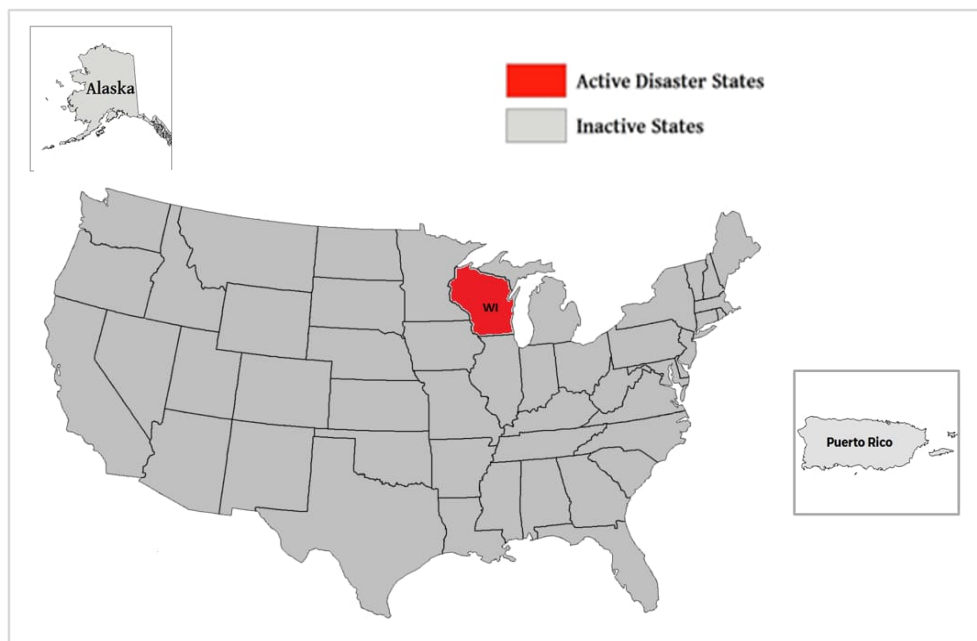 Alaska
Active Disaster States
Inactive States
WI
Puerto Rico